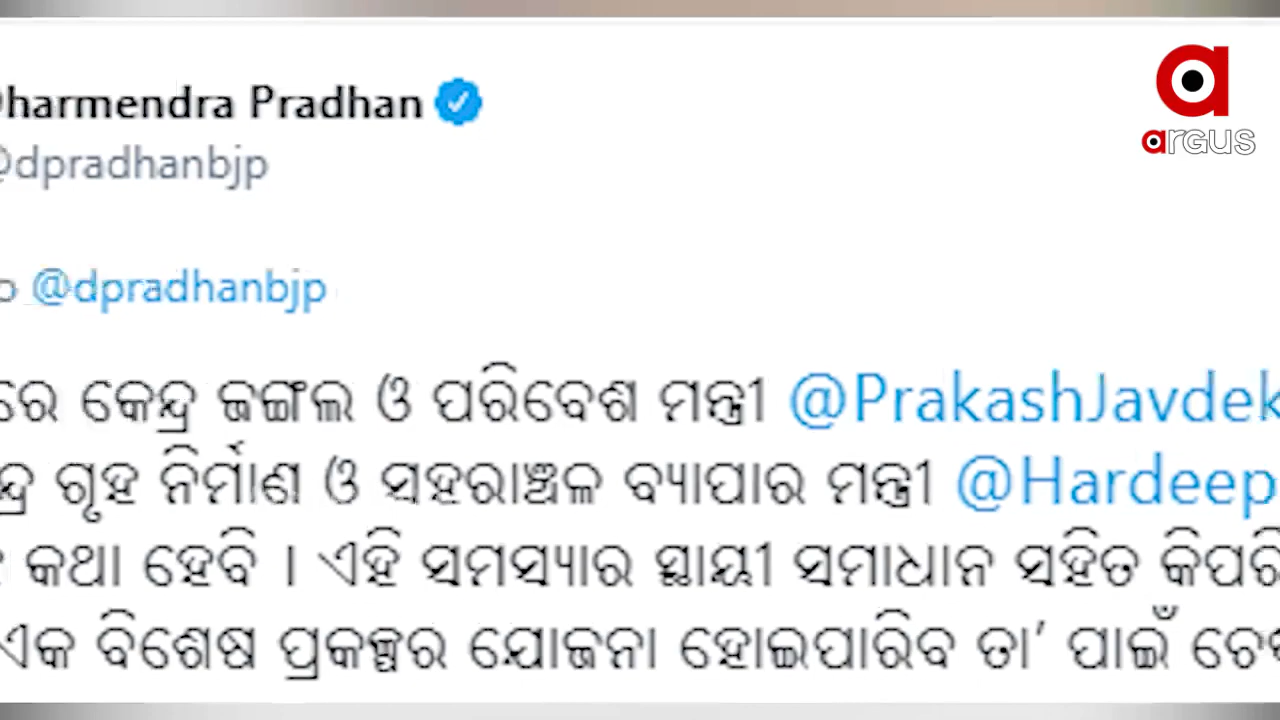 Dharmendra Pradhan
argus
@dpradhanbjp
@dpradhanbjp
ରେ କେନ୍ଦ୍ର ଜଙ୍ଗଲ ଓ ପରିବେଶ ମନ୍ତ୍ରୀ @PrakashJavdek
ଗୃହ ନିର୍ମାଣ ଓ ସହରାଞ୍ଚଳ ବ୍ୟାପାର ମନ୍ତ୍ରୀ @Hardeep
କଥା ହେବି । ଏହି ସମସ୍ୟାର ସ୍ଥାୟୀ ସମାଧାନ ସହିତ କିପରି
ଏକ ବିଶେଷ ପ୍ରକଳ୍ପର ଯୋଜନା ହୋଇପାରିବ ତା’ ପାଇଁ